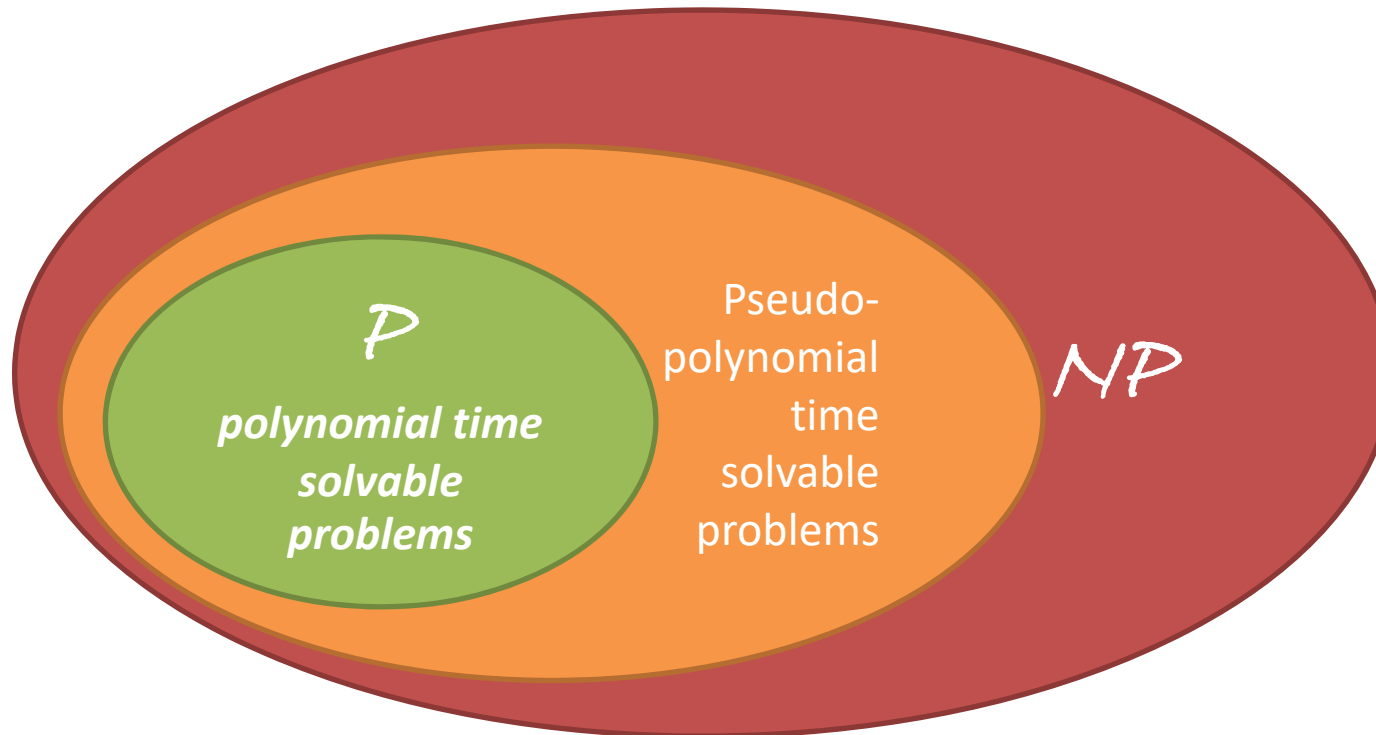 P
polynomial time
solvable
problems
Pseudo-
polynomial
time
solvable
problems
NP